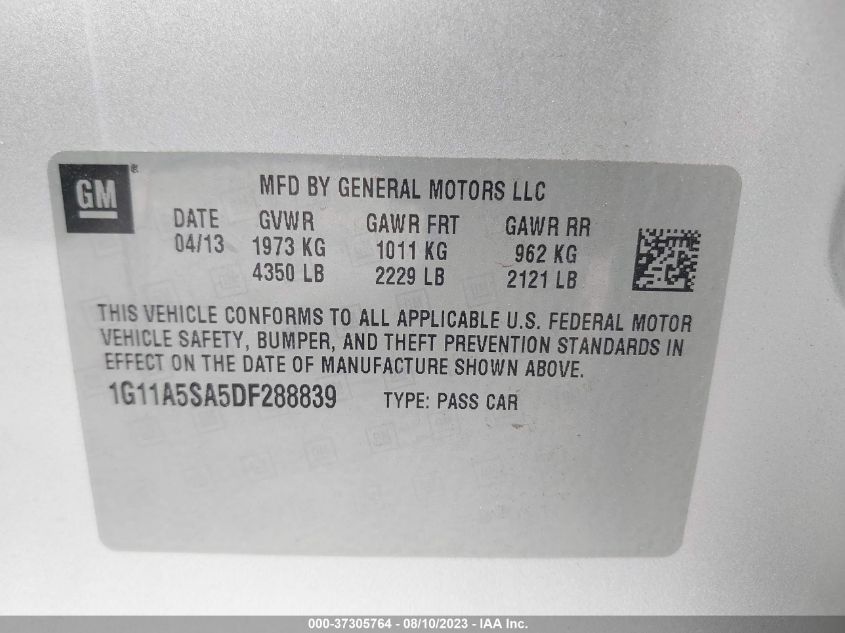 GM®
MFD BY GENERAL MOTORS LLC
DATE GVWR GAWR FRT GAWR RR
04/13 1973 KG 1011 KG 962 KG
4350 LB 2229 LB 2121 LB
THIS VEHICLE CONFORMS TO ALL APPLICABLE U.S. FEDERAL MOTOR
VEHICLE SAFETY, BUMPER, AND THEFT PREVENTION STANDARDS IN
EFFECT ON THE DATE OF MANUFACTURE SHOWN ABOVE.
1G11A5SA5DF288839 TYPE: PASS CAR
000-37305764 - 08/10/2023 - IAA Inc.